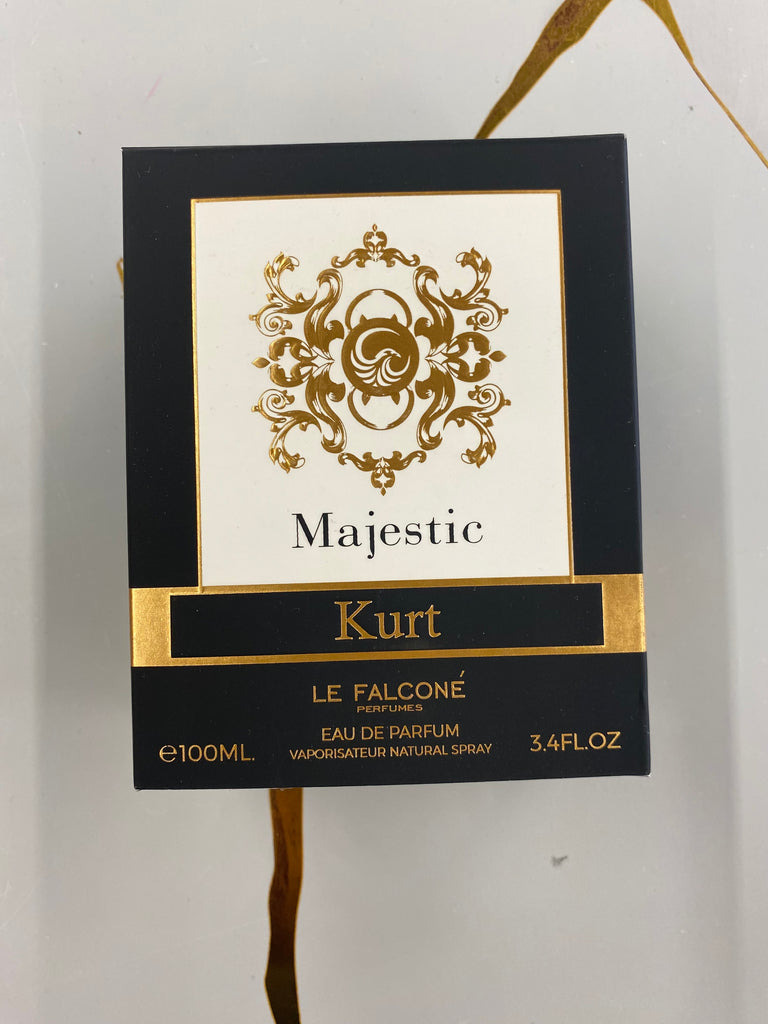 Majestic
Kurt
LE FALCONÉ
PERFUMES
EAU DE PARFUM
VAPORISATEUR NATURAL SPRAY
℮100ML.
3.4FL.OZ